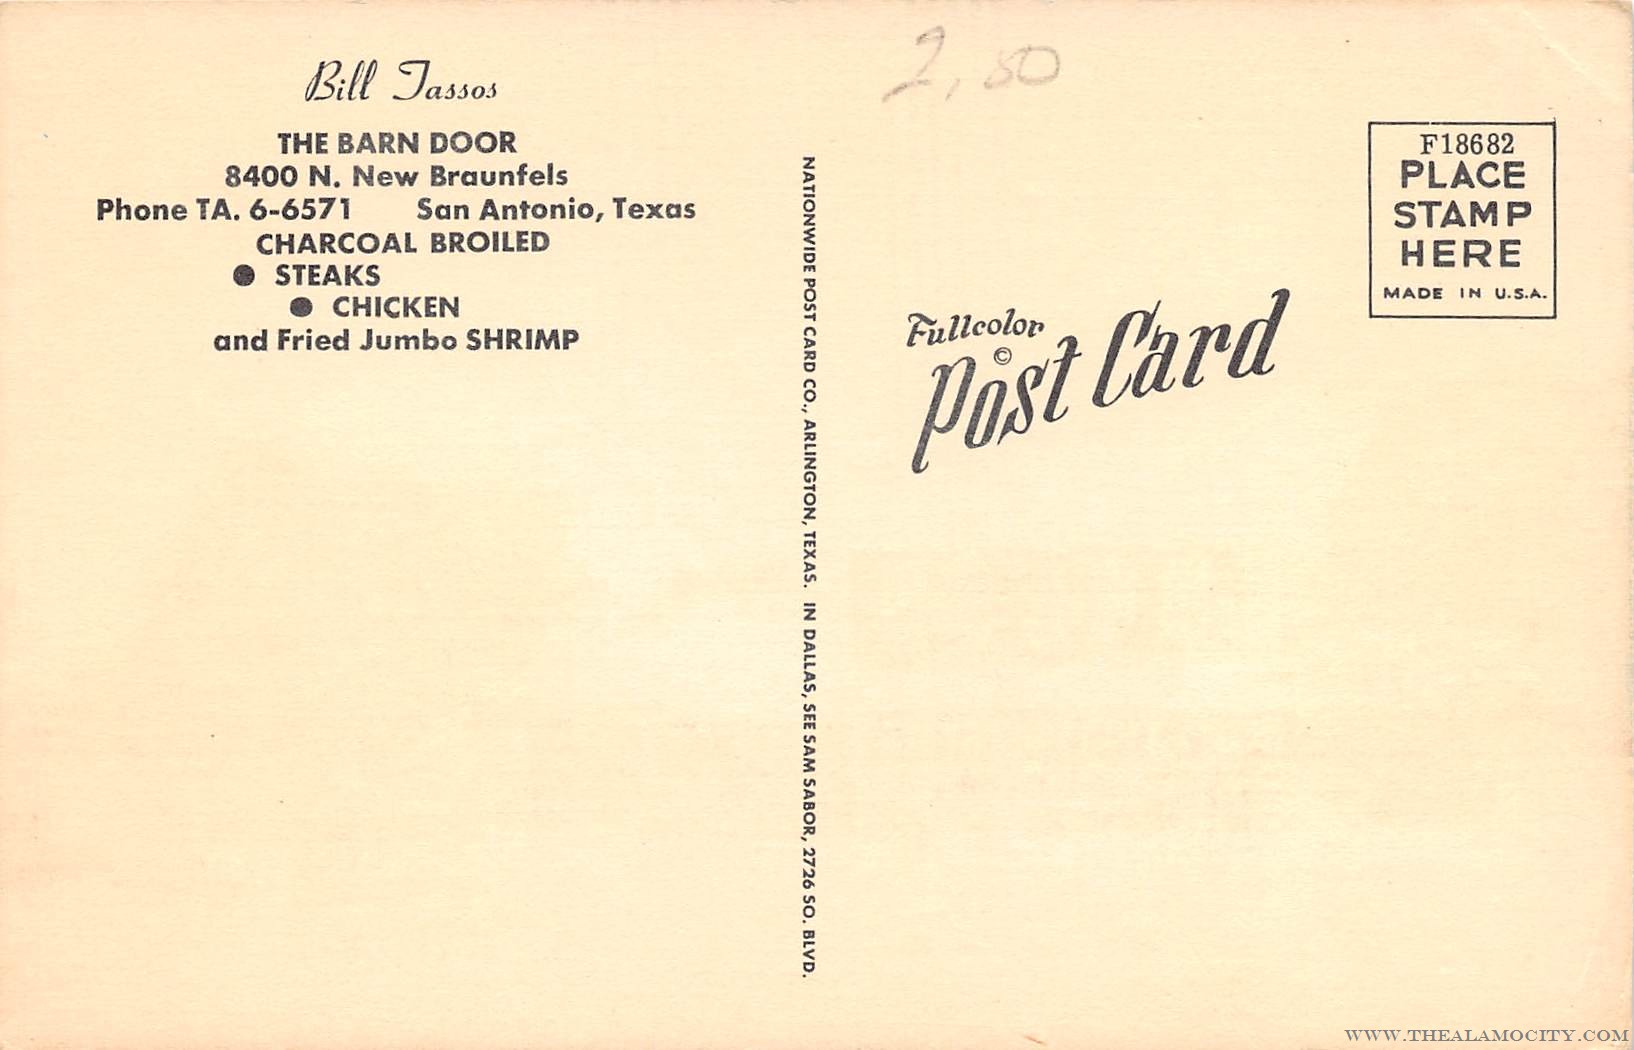 Bill Tassos
THE BARN DOOR
8400 N. New Braunfels
Phone TA. 6-6571 San Antonio, Texas
CHARCOAL BROILED
● STEAKS
● CHICKEN
and Fried Jumbo SHRIMP
NATIONWIDE POST CARD CO., ARLINGTON, TEXAS. IN DALLAS, SEE SAM SABOR, 2726 SO. BLVD.
2,50
F18682
PLACE
STAMP
HERE
MADE IN U.S.A.
Fullcolor
©
Post Card
WWW.THEALAMOCITY.COM